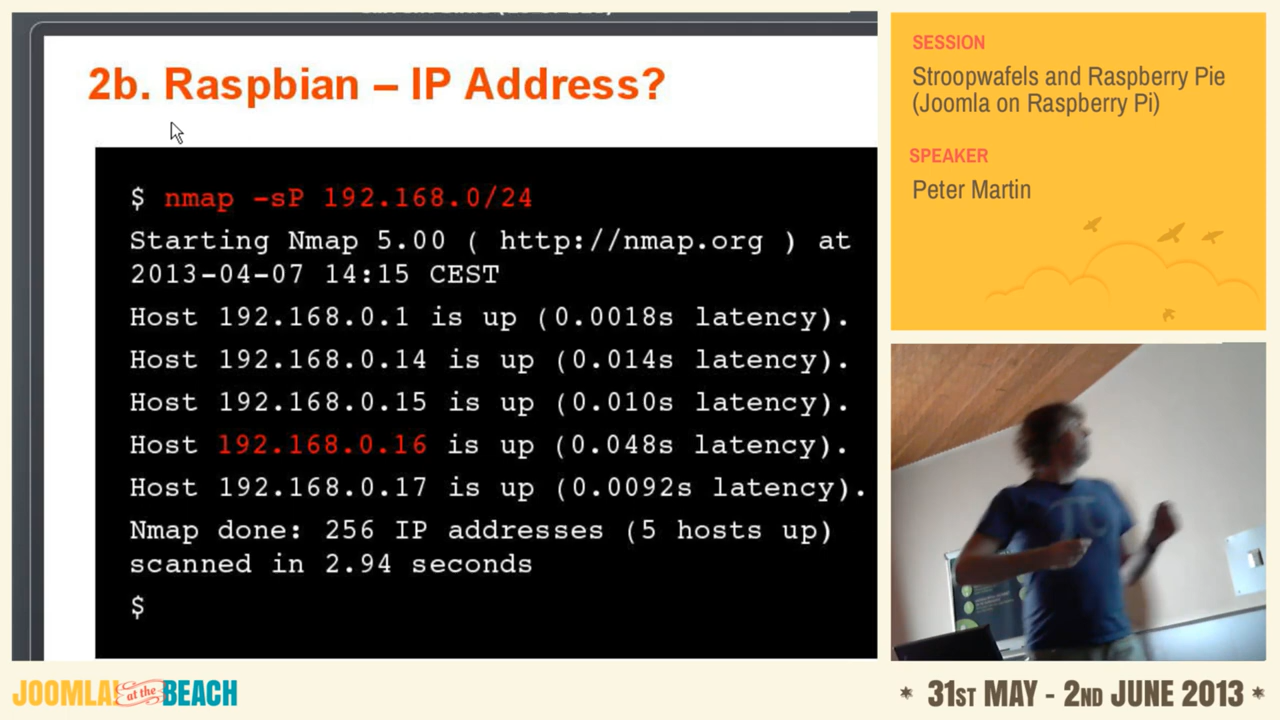 2b. Raspbian – IP Address?
$ nmap -sP 192.168.0/24
Starting Nmap 5.00 ( http://nmap.org ) at
2013-04-07 14:15 CEST
Host 192.168.0.1 is up (0.0018s latency).
Host 192.168.0.14 is up (0.014s latency).
Host 192.168.0.15 is up (0.010s latency).
Host 192.168.0.16 is up (0.048s latency).
Host 192.168.0.17 is up (0.0092s latency).
Nmap done: 256 IP addresses (5 hosts up)
scanned in 2.94 seconds
$
SESSION
Stroopwafels and Raspberry Pie
(Joomla on Raspberry Pi)
SPEAKER
Peter Martin
JOOMLA! at the BEACH
* 31ST MAY - 2ND JUNE 2013 *